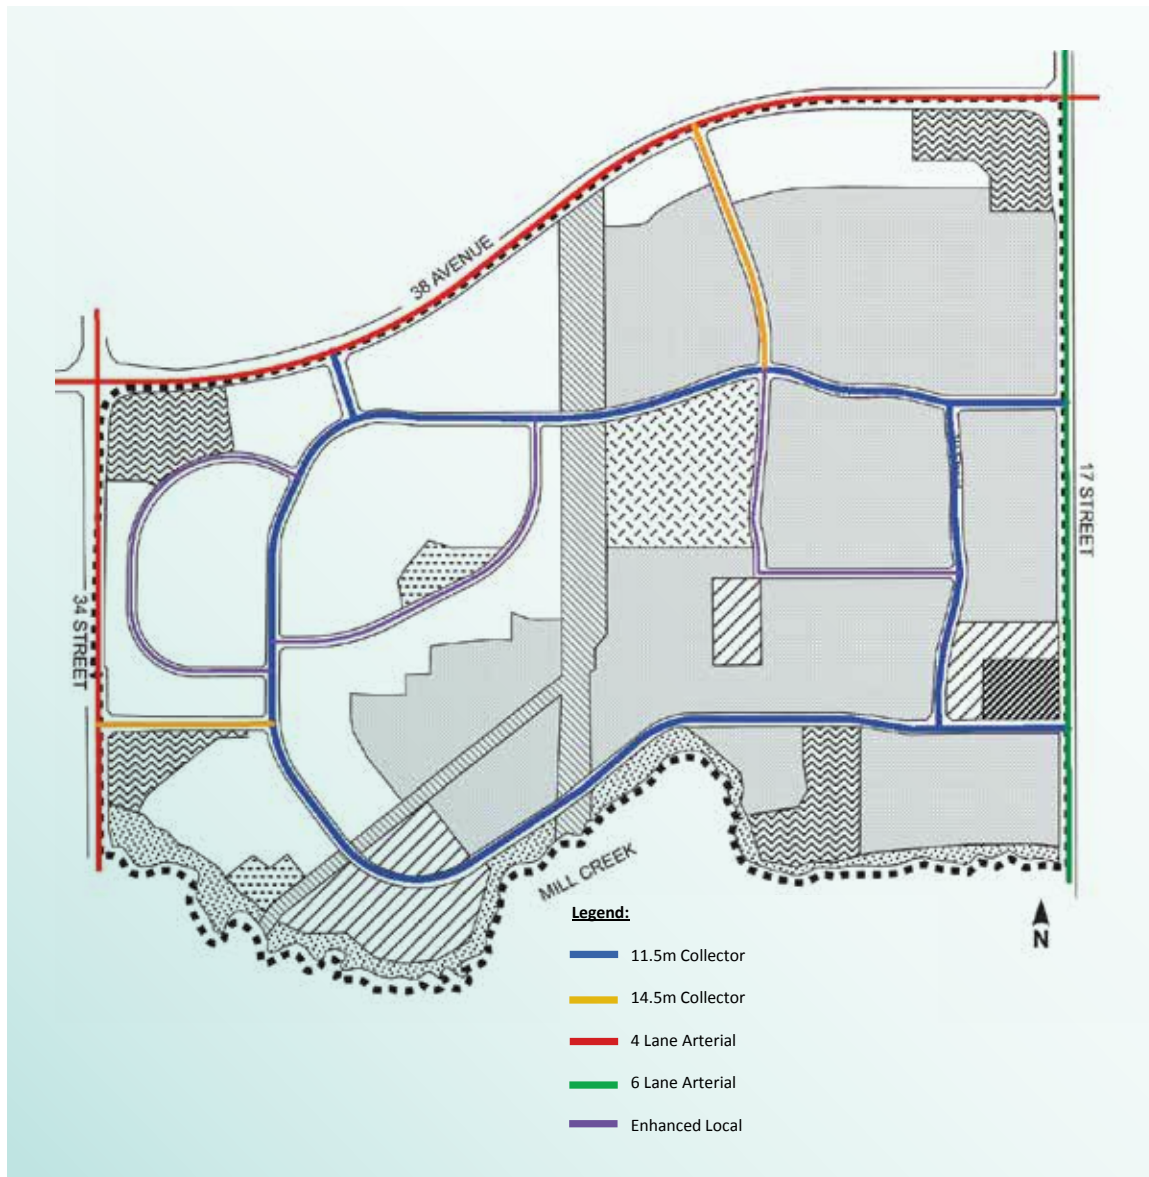 38 AVENUE
17 STREET
34 STREET
MILL CREEK
N
Legend:
11.5m Collector
14.5m Collector
4 Lane Arterial
6 Lane Arterial
Enhanced Local